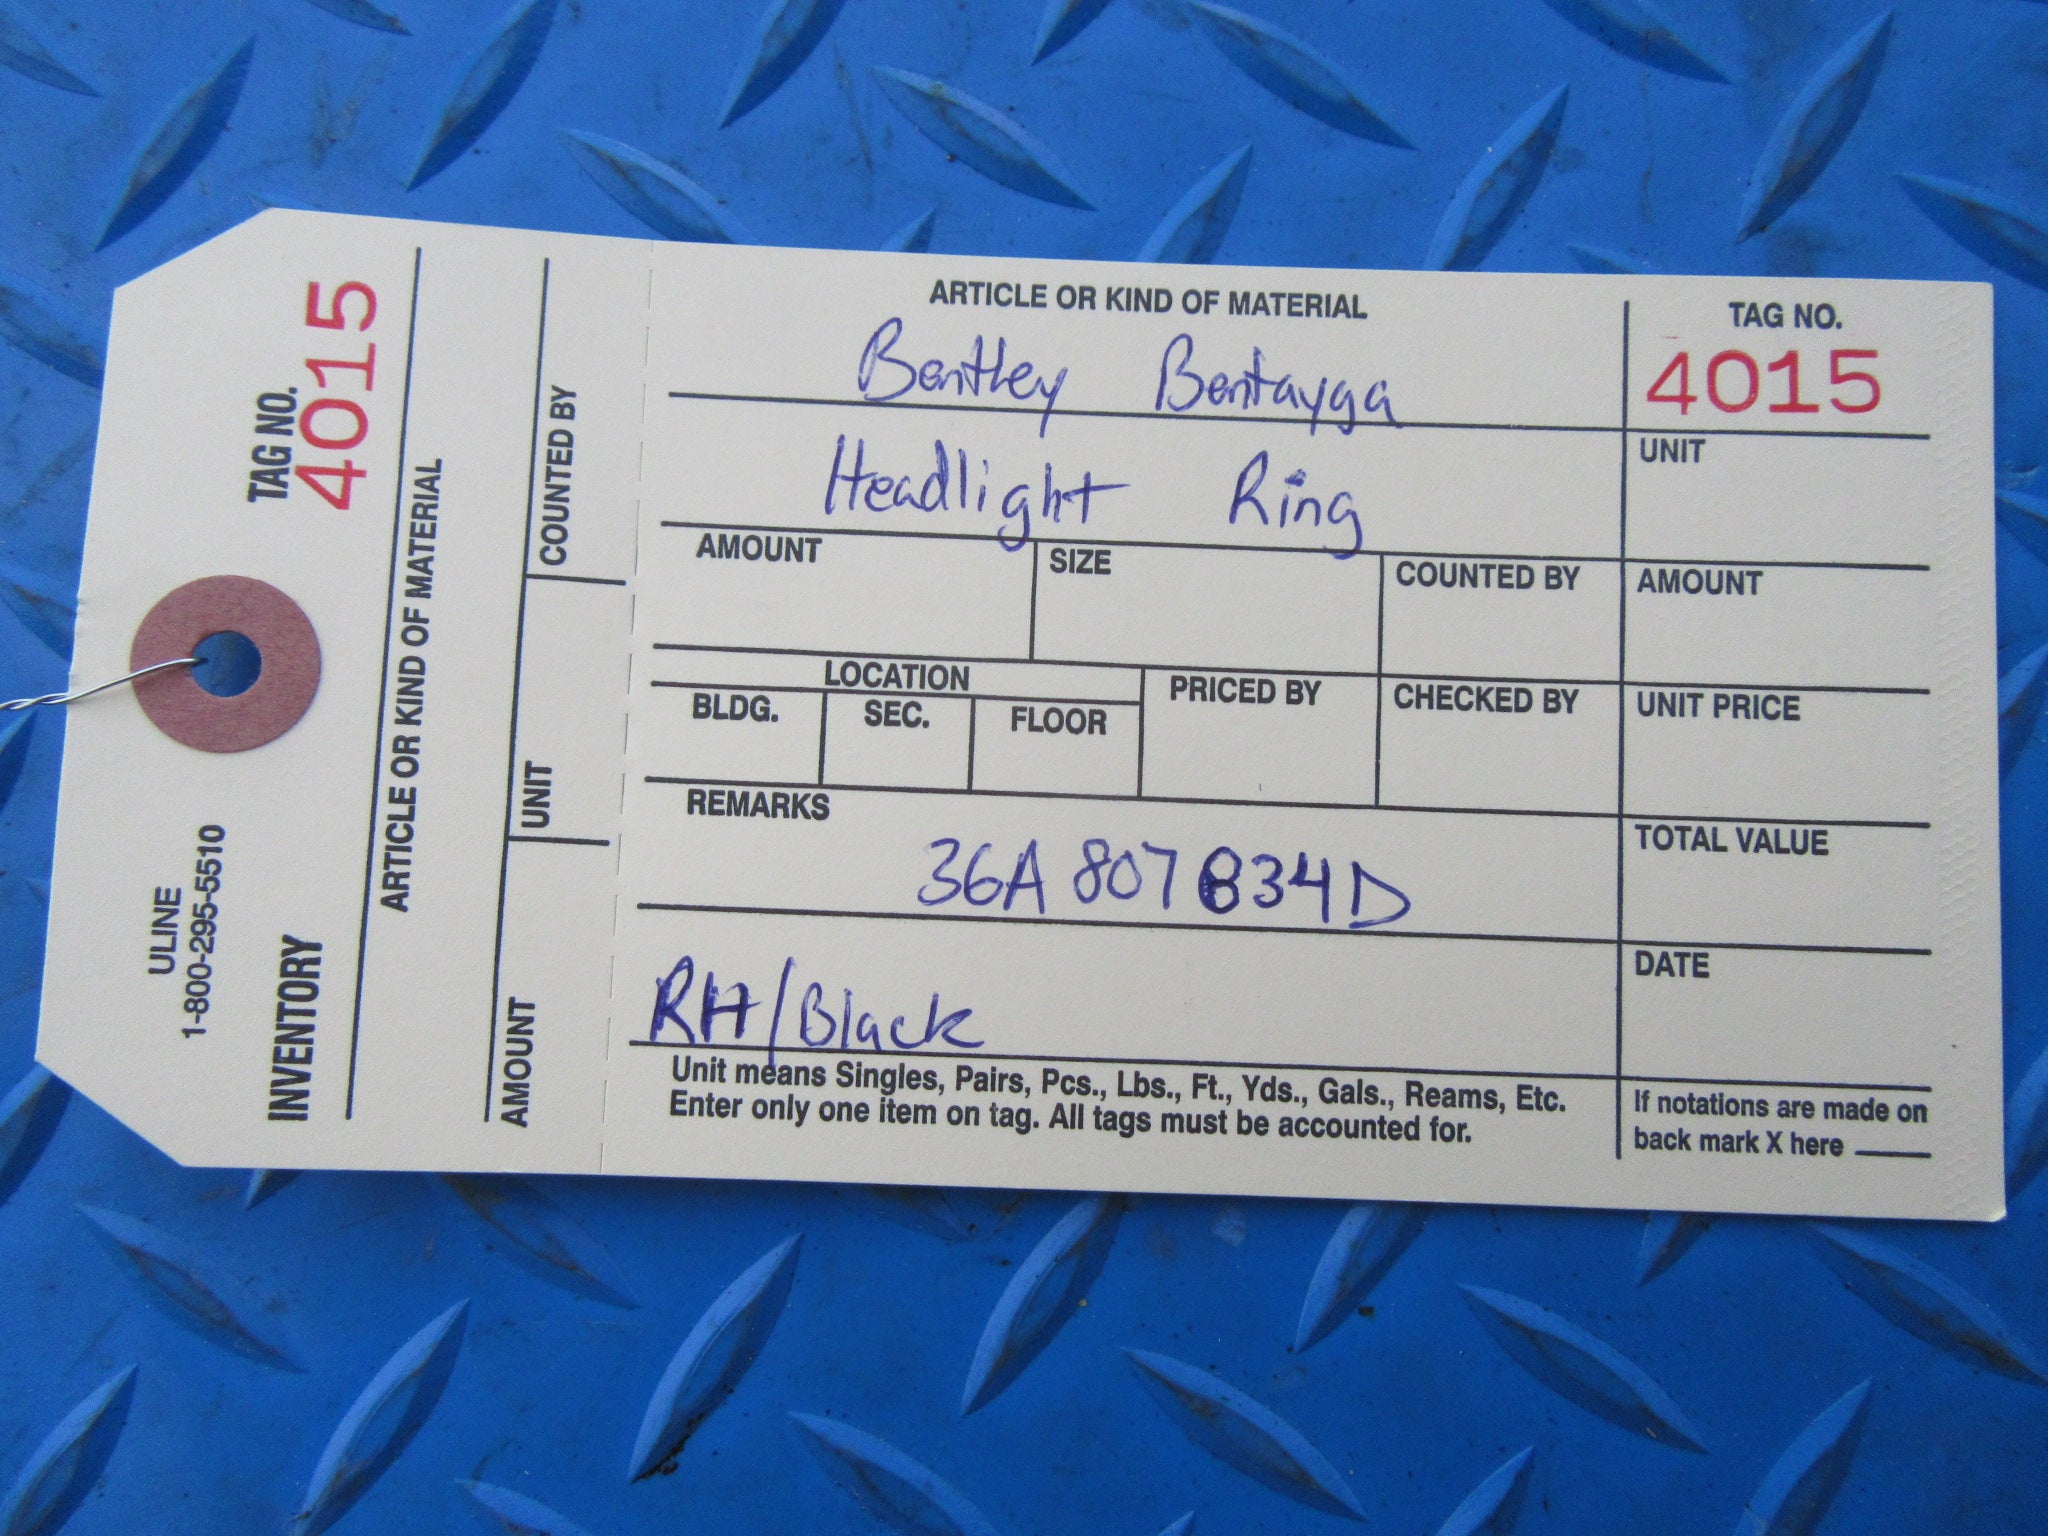 TAG NO.
4015
ARTICLE OR KIND OF MATERIAL
COUNTED BY
UNIT
AMOUNT
INVENTORY
ULINE
1-800-295-5510
ARTICLE OR KIND OF MATERIAL
Bentley Bentayga
Headlight Ring
TAG NO.
4015
UNIT
AMOUNT
SIZE
COUNTED BY
AMOUNT
LOCATION
BLDG.
SEC.
FLOOR
PRICED BY
CHECKED BY
UNIT PRICE
REMARKS
36A 807 834D
RH/Black
TOTAL VALUE
DATE
Unit means Singles, Pairs, Pcs., Lbs., Ft., Yds., Gals., Reams, Etc.
Enter only one item on tag. All tags must be accounted for.
If notations are made on
back mark X here